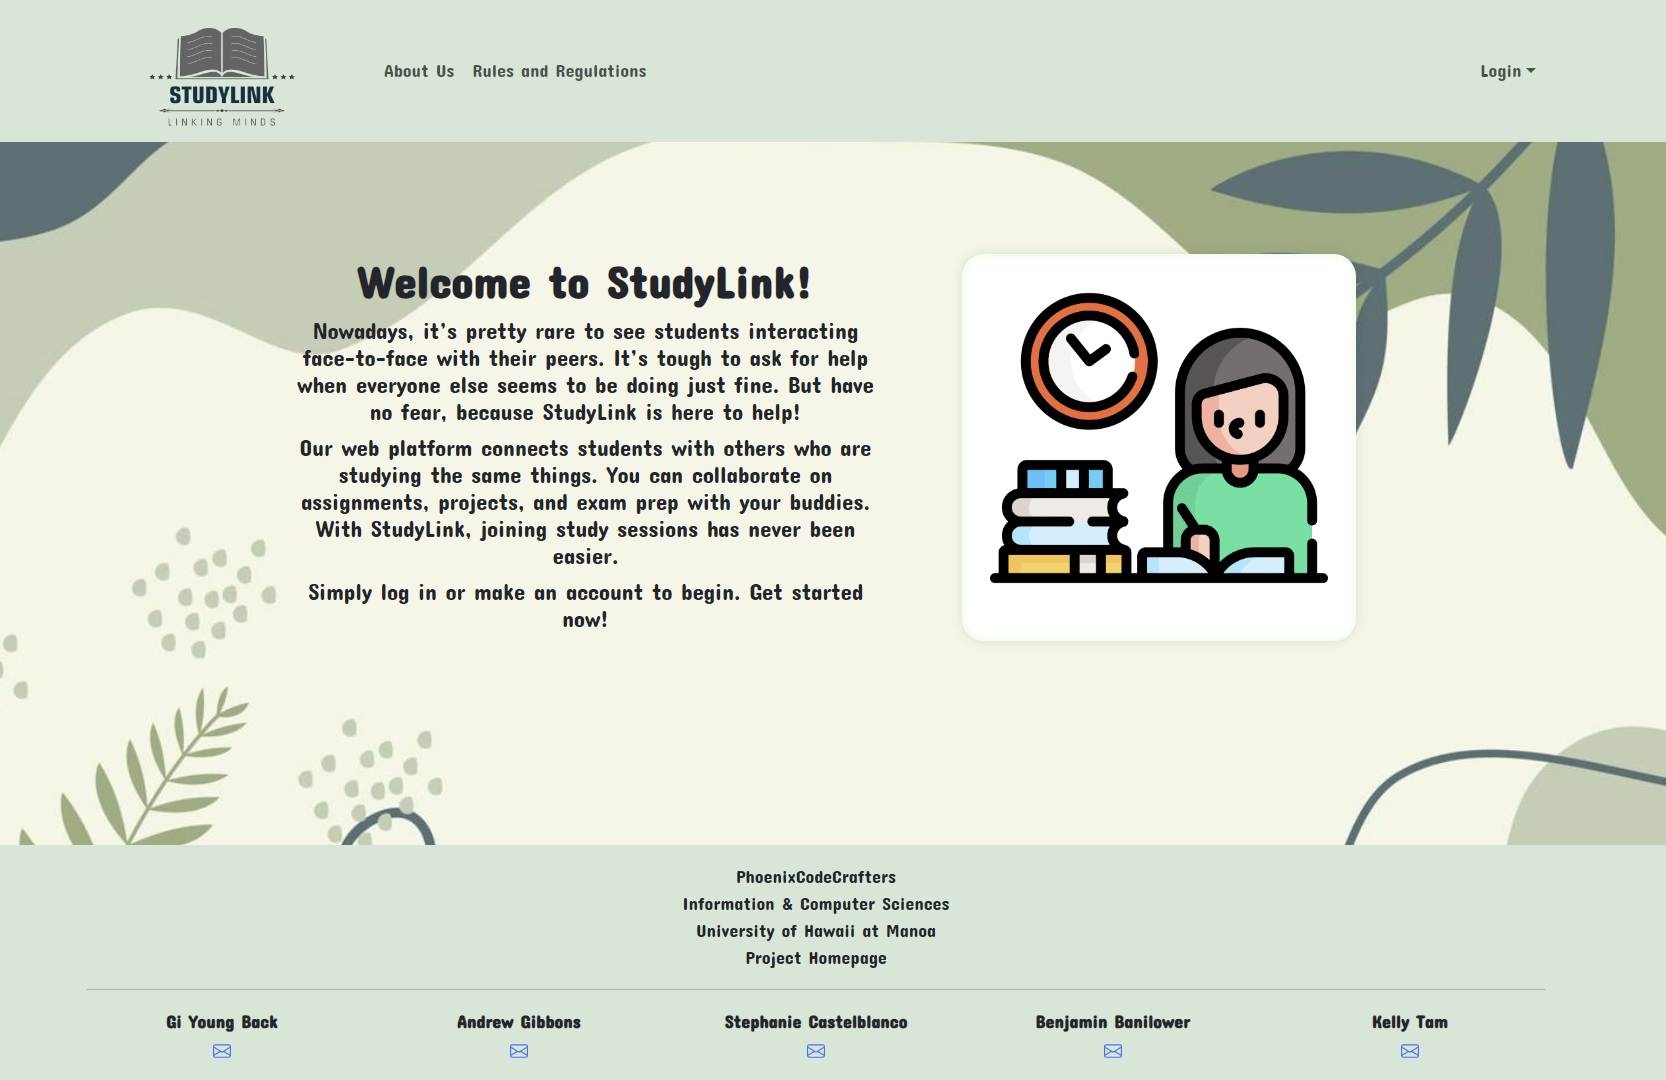 STUDYLINK
LINKING MINDS
About Us
Rules and Regulations
Login
Welcome to StudyLink!
Nowadays, it's pretty rare to see students interacting
face-to-face with their peers. It's tough to ask for help
when everyone else seems to be doing just fine. But have
no fear, because StudyLink is here to help!
Our web platform connects students with others who are
studying the same things. You can collaborate on
assignments, projects, and exam prep with your buddies.
With StudyLink, joining study sessions has never been
easier.
Simply log in or make an account to begin. Get started
now!
PhoenixCodeCrafters
Information & Computer Sciences
University of Hawaii at Manoa
Project Homepage
Gi Young Back
Andrew Gibbons
Stephanie Castelblanco
Benjamin Banilower
Kelly Tam